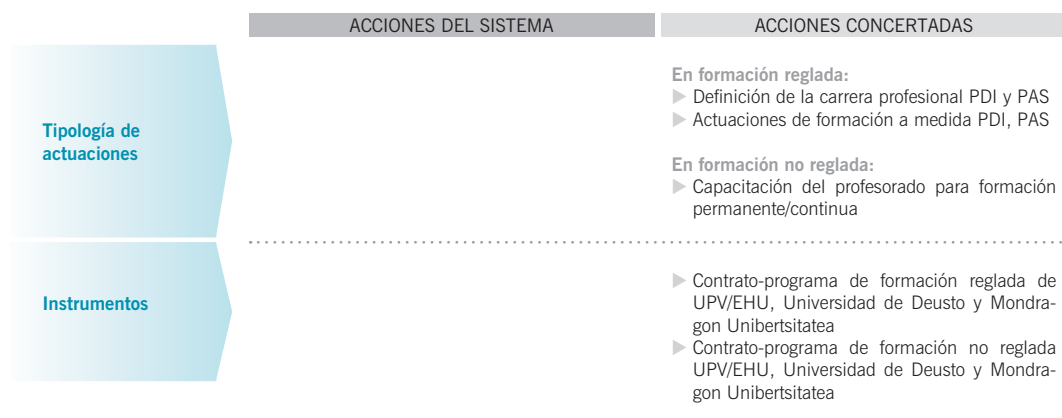 ACCIONES DEL SISTEMA
ACCIONES CONCERTADAS
Tipología de
actuaciones
En formación reglada:
Definición de la carrera profesional PDI y PAS
Actuaciones de formación a medida PDI, PAS
En formación no reglada:
Capacitación del profesorado para formación
permanente/continua
Instrumentos
Contrato-programa de formación reglada de
UPV/EHU, Universidad de Deusto y Mondra-
gon Unibertsitatea
Contrato-programa de formación no reglada
UPV/EHU, Universidad de Deusto y Mondra-
gon Unibertsitatea